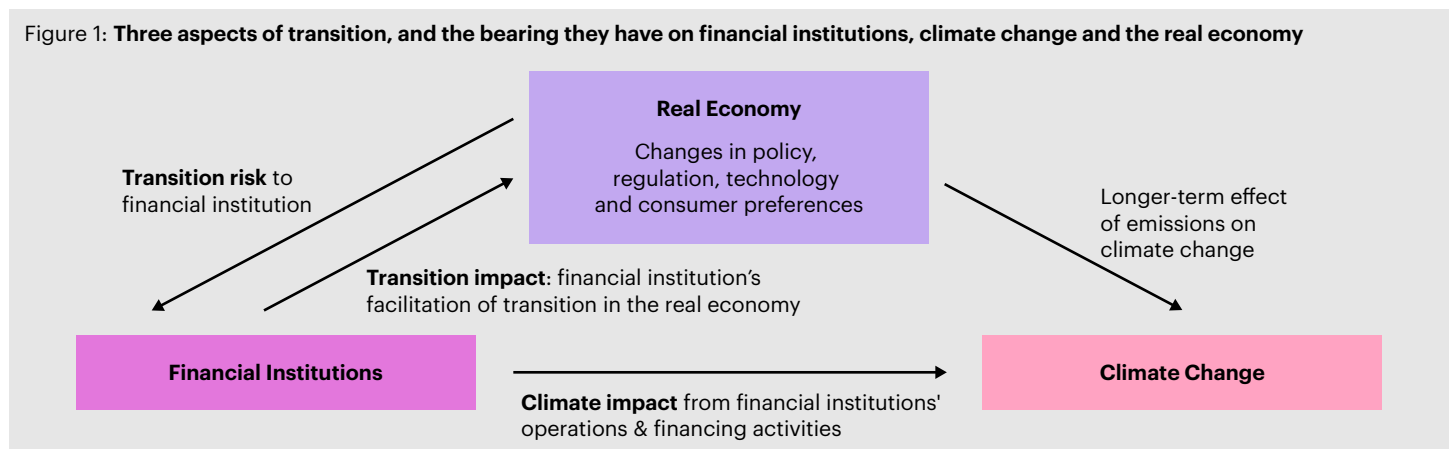 Figure 1: Three aspects of transition, and the bearing they have on financial institutions, climate change and the real economy
Real Economy
Changes in policy,
regulation, technology
and consumer preferences
Transition risk to
financial institution
Longer-term effect
of emissions on
climate change
Transition impact: financial institution’s
facilitation of transition in the real economy
Financial Institutions
Climate Change
Climate impact from financial institutions'
operations & financing activities